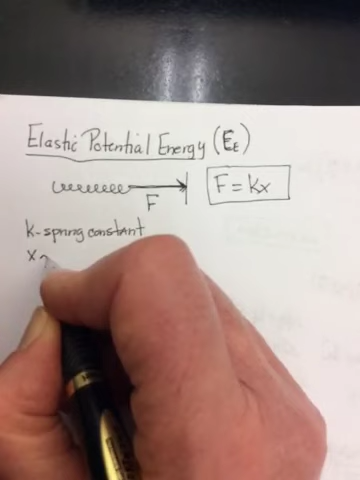 Elastic Potential Energy (EE)
F
F = kx
k-spring constant
x